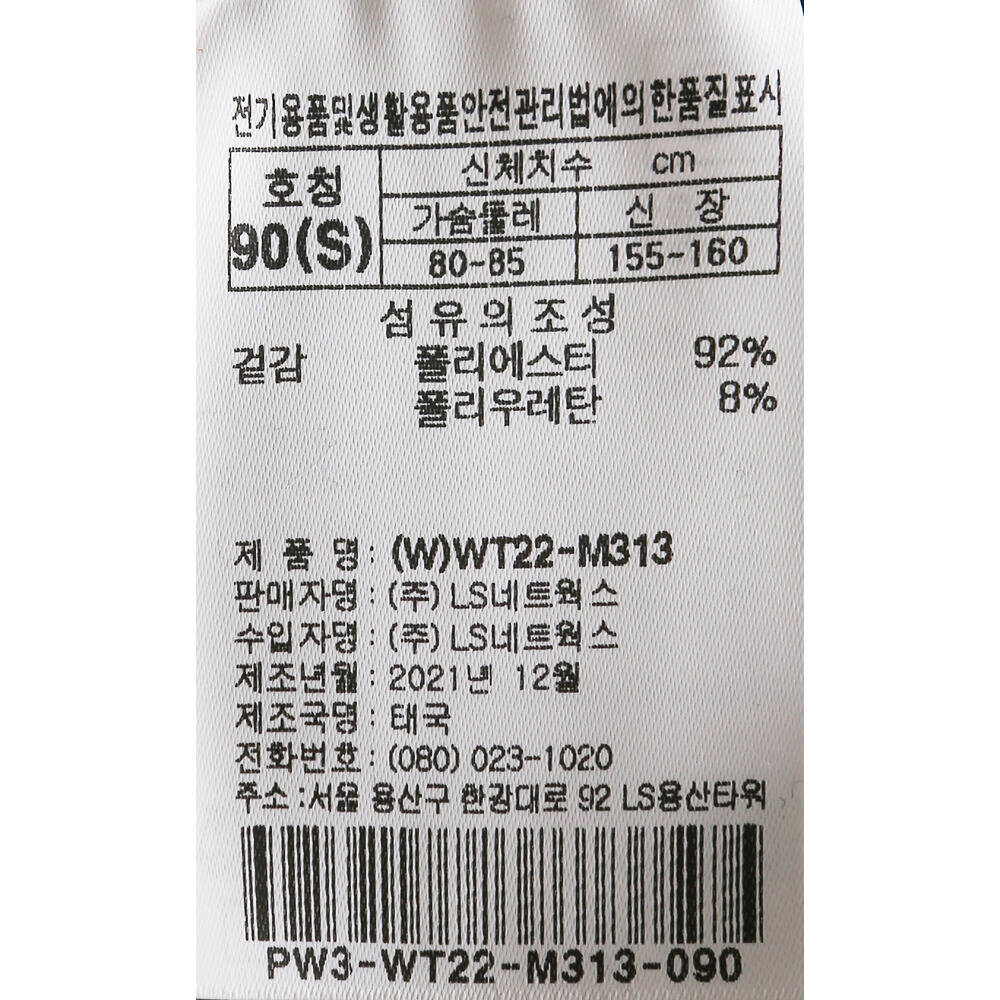 전기용품및생활용품안전관리법에의한품질표시
호칭 신체치수 cm
90(S) 가슴둘레 신 장
80-85 155-160
섬유의조성
겉감 폴리에스터 92%
폴리우레탄 8%
제 품 명 : (W)WT22-M313
판매자명 : (주)LS네트웍스
수입자명 : (주)LS네트웍스
제조년월 : 2021년 12월
제조국명 : 태국
전화번호 : (080) 023-1020
주소 :서울 용산구 한강대로 92 LS용산타워
PW3-WT22-M313-090